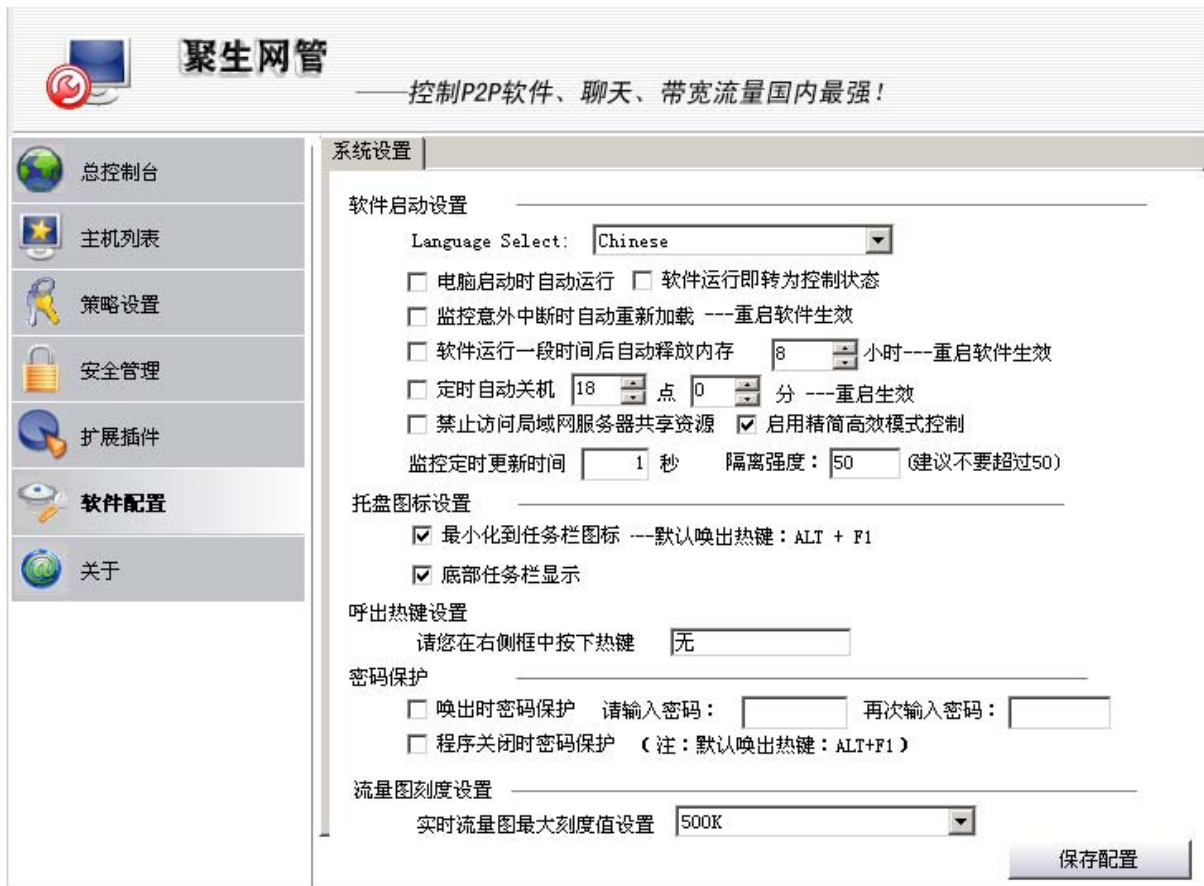 聚生网管
——控制P2P软件、聊天、带宽流量国内最强!
总控制台
主机列表
策略设置
安全管理
扩展插件
软件配置
关于
系统设置
软件启动设置
Language Select: Chinese
电脑启动时自动运行 软件运行即转为控制状态
监控意外中断时自动重新加载 ---重启软件生效
软件运行一段时间后自动释放内存 8 小时---重启软件生效
定时自动关机 18 点 0 分 ---重启生效
禁止访问局域网服务器共享资源 启用精简高效模式控制
监控定时更新时间 1 秒 隔离强度:50 (建议不要超过50)
托盘图标设置
最小化到任务栏图标 ---默认唤出热键:ALT + F1
底部任务栏显示
呼出热键设置
请您在右侧框中按下热键 无
密码保护
唤出时密码保护 请输入密码: 再次输入密码:
程序关闭时密码保护 (注:默认唤出热键:ALT+F1)
流量图刻度设置
实时流量图最大刻度值设置 500K
保存配置